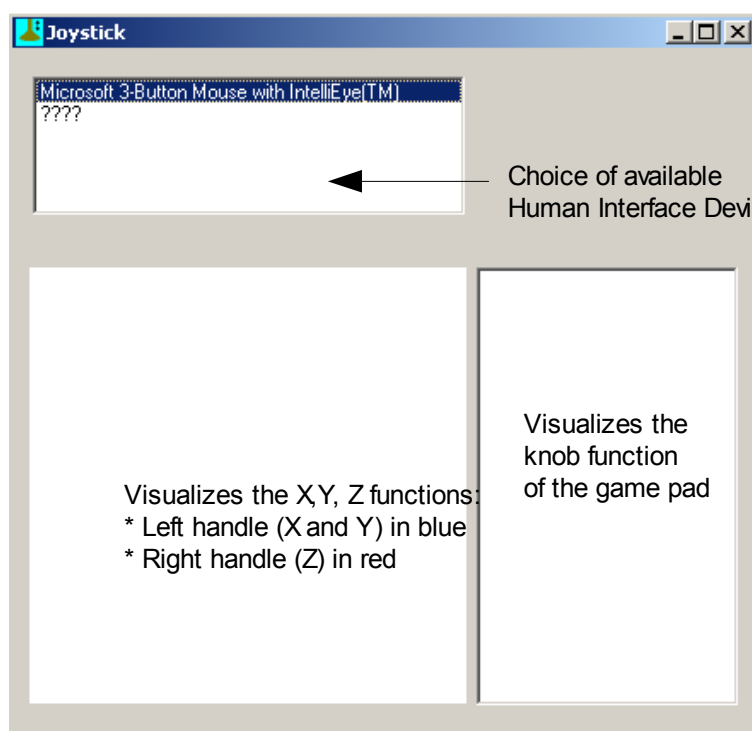 Joystick
Microsoft 3-Button Mouse with IntelliEye(TM)
????
Choice of available
Human Interface Devi
Visualizes the
knob function
of the game pad
Visualizes the X,Y, Z functions:
* Left handle (X and Y) in blue
* Right handle (Z) in red